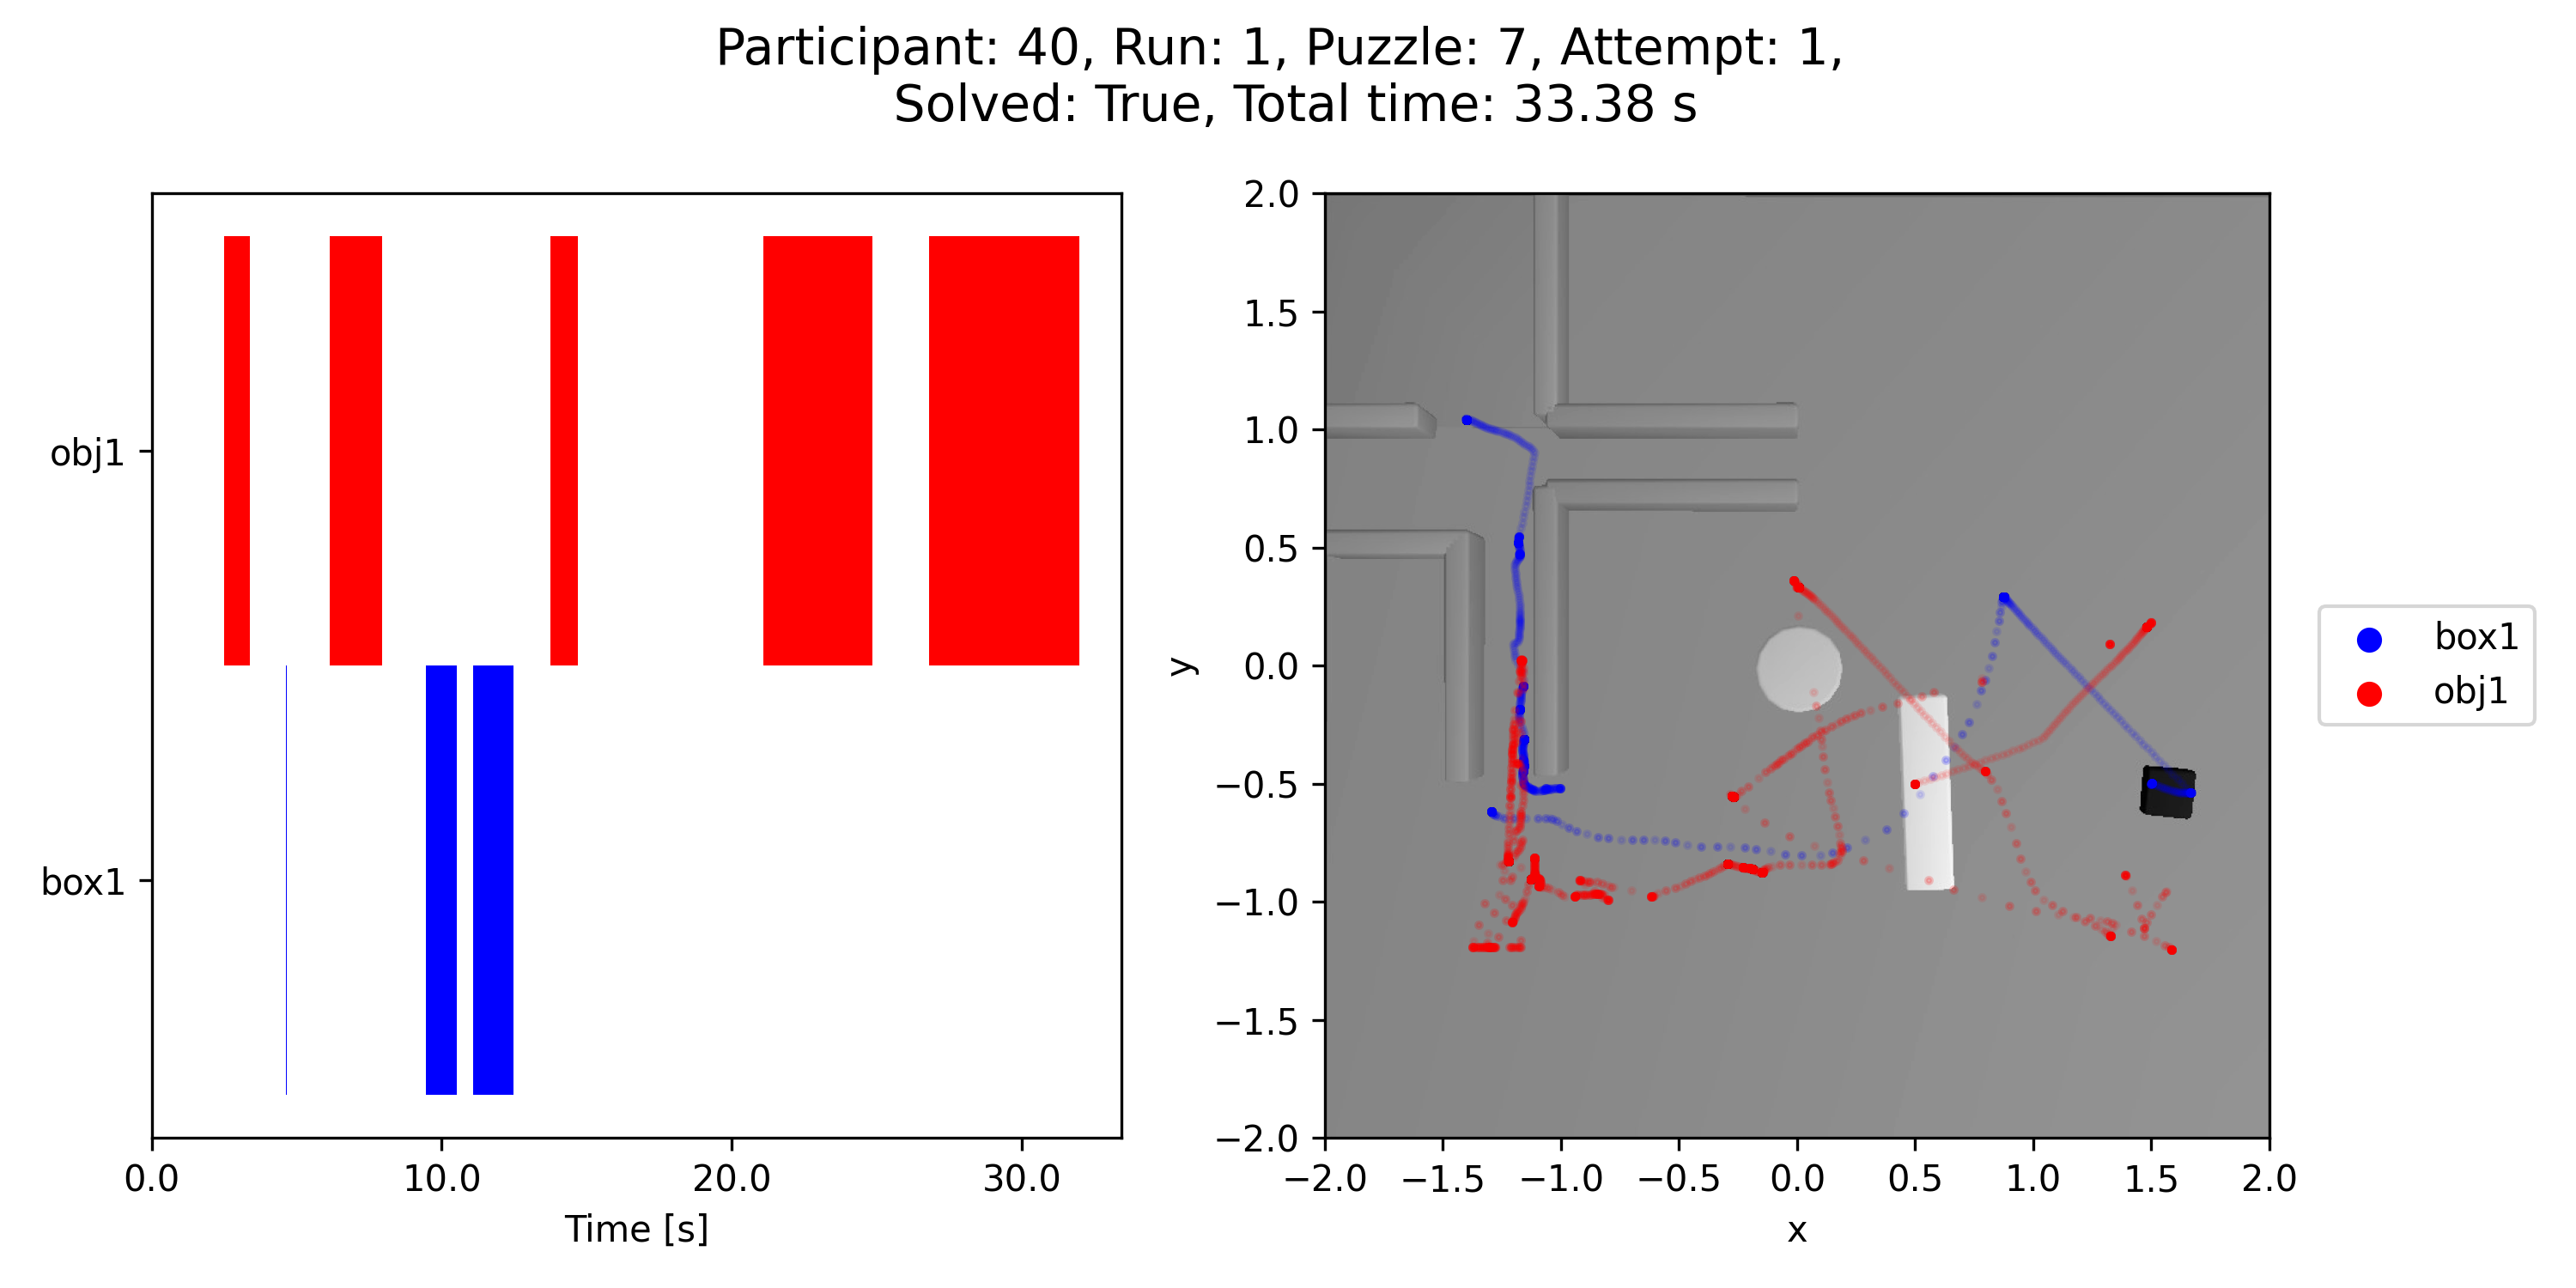 Participant: 40, Run: 1, Puzzle: 7, Attempt: 1,
Solved: True, Total time: 33.38 s
obj1
box1
0.0 10.0 20.0 30.0
Time [s]
2.0
1.5
1.0
0.5
0.0
−0.5
−1.0
−1.5
−2.0
y
−2.0 −1.5 −1.0 −0.5 0.0 0.5 1.0 1.5 2.0
x
box1
obj1